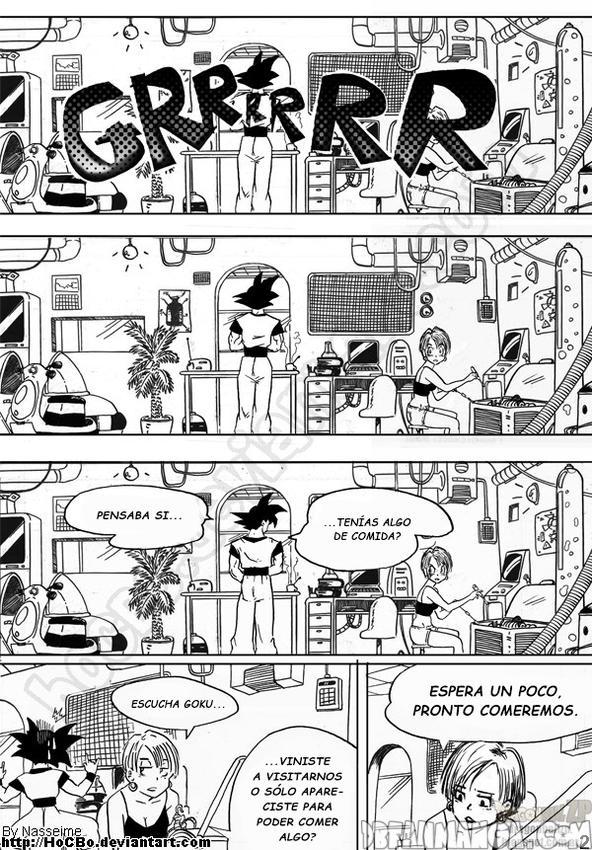 GRRRRRR
PENSABA SI...
...TENÍAS ALGO
DE COMIDA?
ESCUCHA GOKU...
...VINISTE
A VISITARNOS
O SÓLO APARE-
CISTE PARA
PODER COMER
ALGO?
ESPERA UN POCO,
PRONTO COMEREMOS.
By Nasseime
http://HoCBo.deviantart.com
2